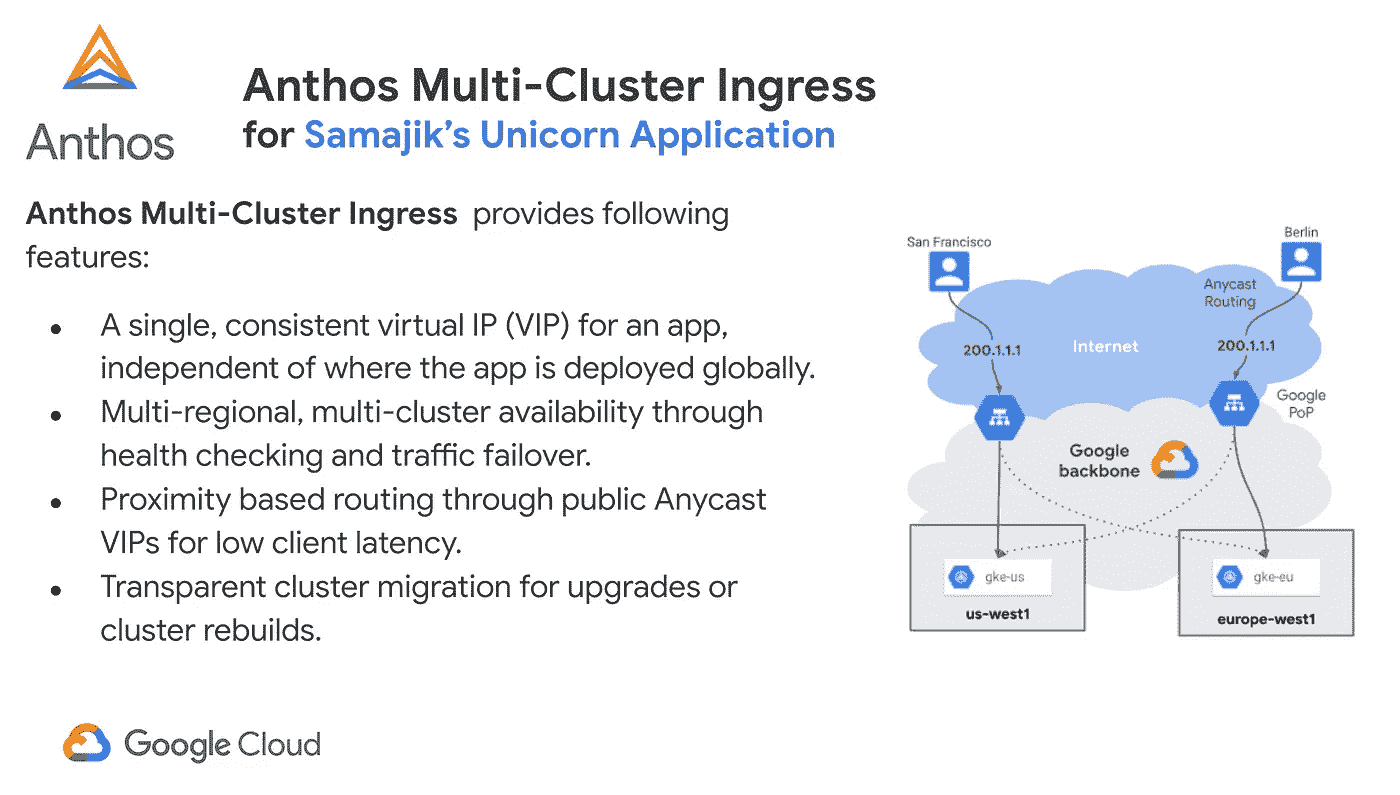 Anthos
Anthos Multi-Cluster Ingress
for Samajik's Unicorn Application
Anthos Multi-Cluster Ingress provides following
features:
● A single, consistent virtual IP (VIP) for an app,
independent of where the app is deployed globally.
● Multi-regional, multi-cluster availability through
health checking and traffic failover.
● Proximity based routing through public Anycast
VIPs for low client latency.
● Transparent cluster migration for upgrades or
cluster rebuilds.
San Francisco
Berlin
Anycast
Routing
200.1.1.1
Internet
200.1.1.1
Google
PoP
Google
backbone
gke-us
us-west1
gke-eu
europe-west1
Google Cloud